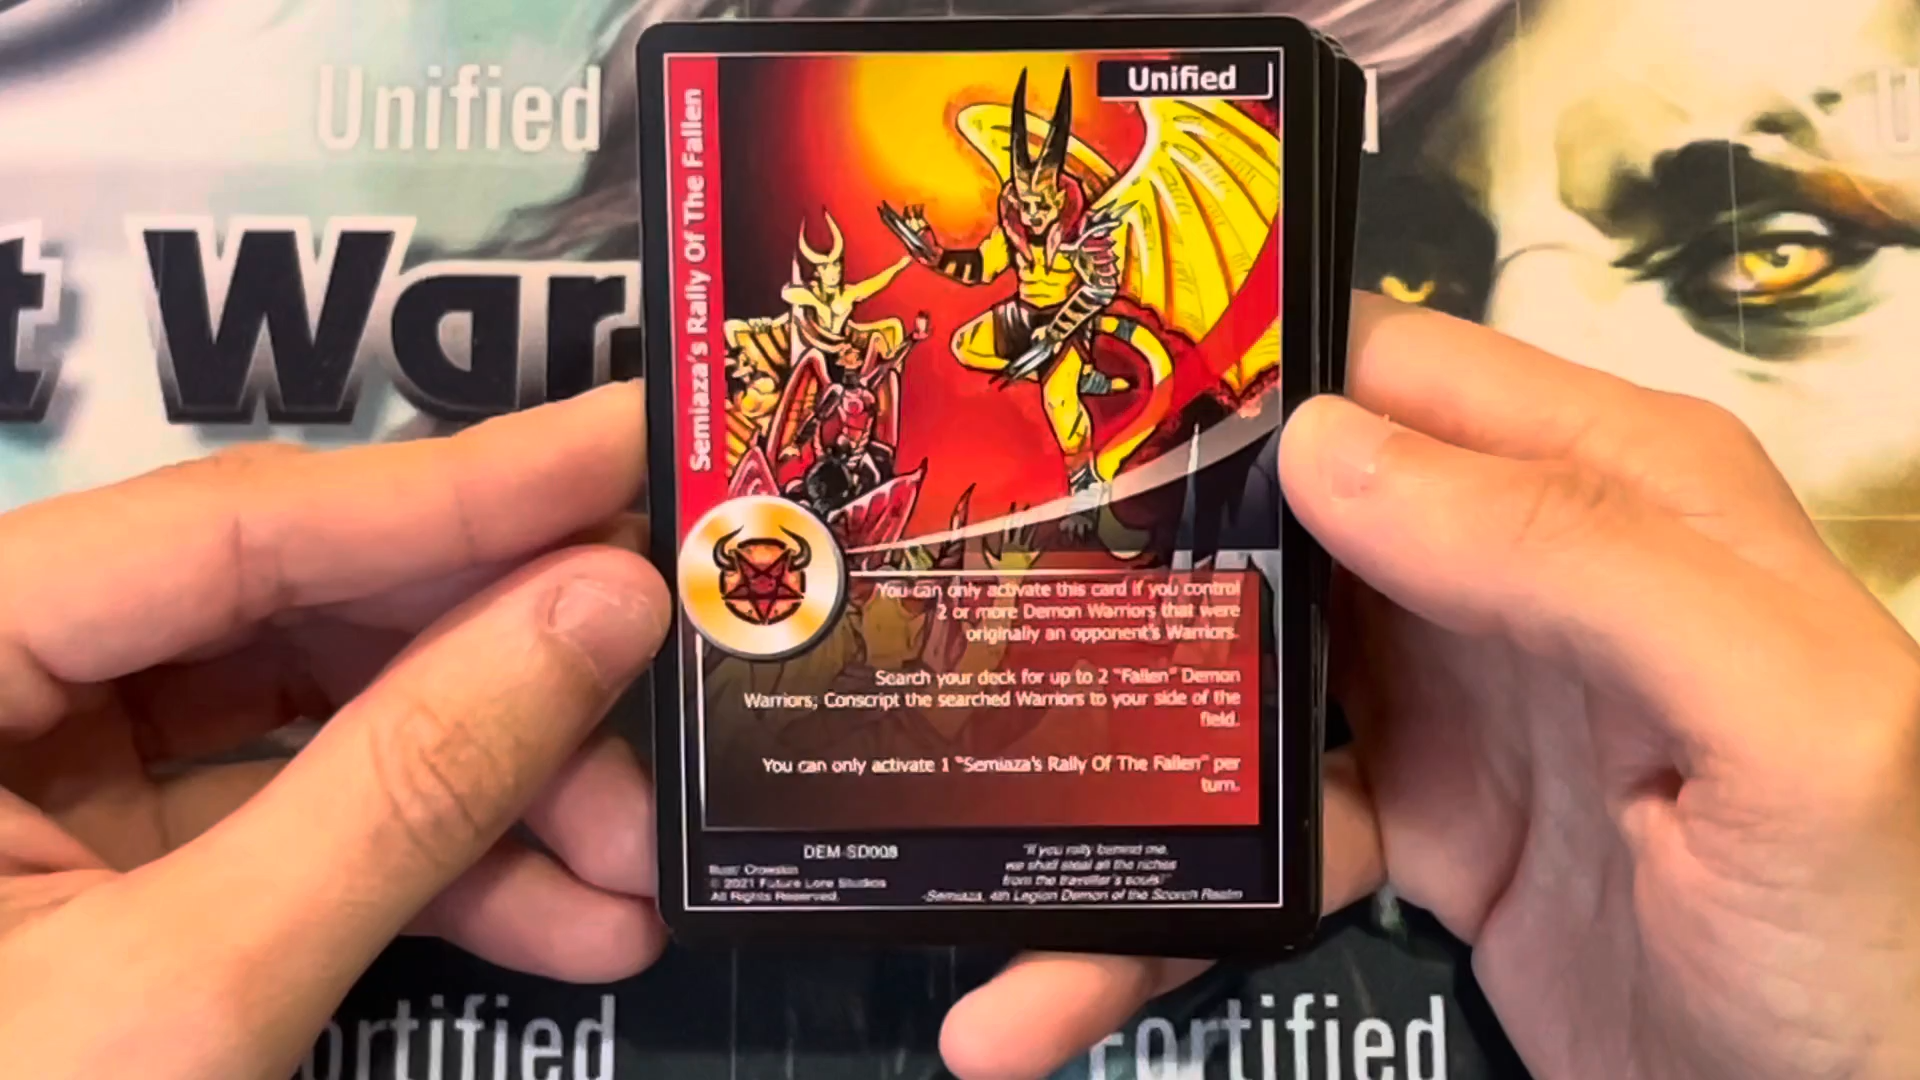 Unified
Unified
t War
Semiaza's Rally Of The Fallen
You can only activate this card if you control
2 or more Demon Warriors that were
originally an opponent's Warriors.
Search your deck for up to 2 "Fallen" Demon
Warriors; Conscript the searched Warriors to your side of the
field.
You can only activate 1 "Semiaza's Rally Of The Fallen" per
turn.
DEM-SD008
© 2021 Future Lore Studios
All Rights Reserved.
"If you rally behind me,
we shall steal all the riches
from the traveller's souls!"
-Semiaza, 4th Legion Demon of the Scorch Realm
ortified
Fortified